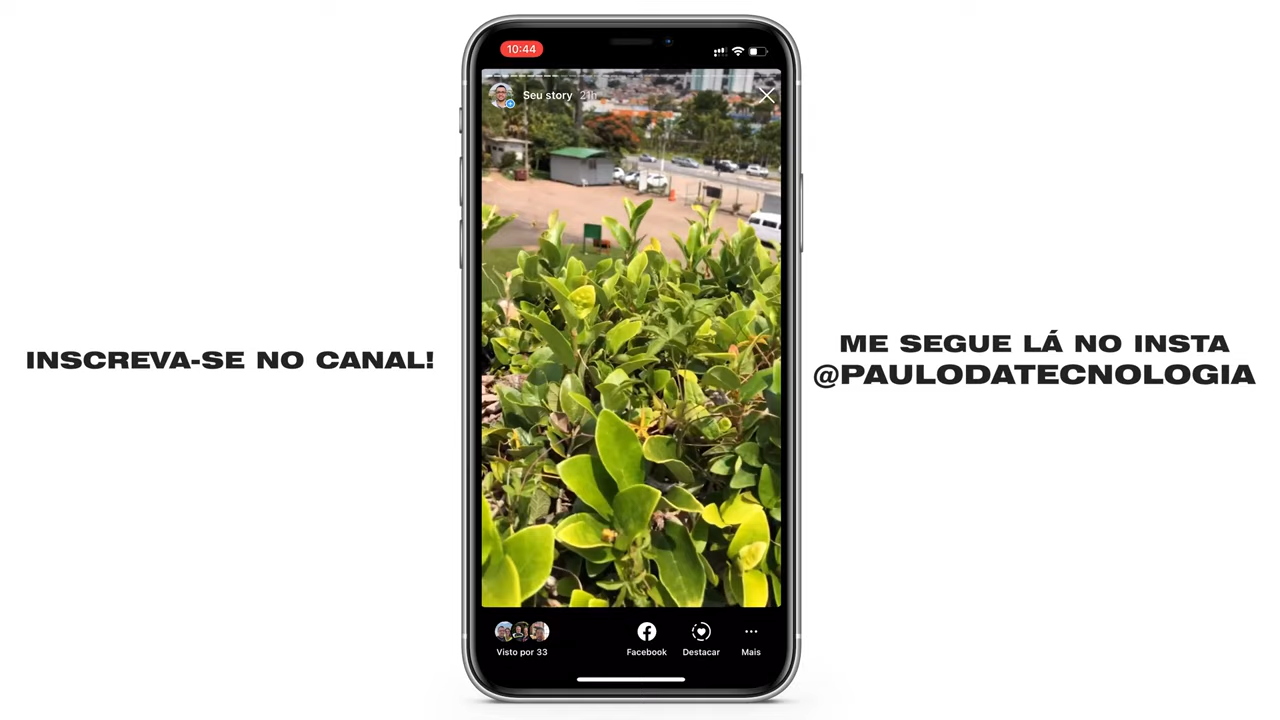 10:44
Seu story 21h
INSCREVA-SE NO CANAL!
ME SEGUE LÁ NO INSTA
@PAULODATECNOLOGIA
Visto por 33
Facebook
Destacar
Mais